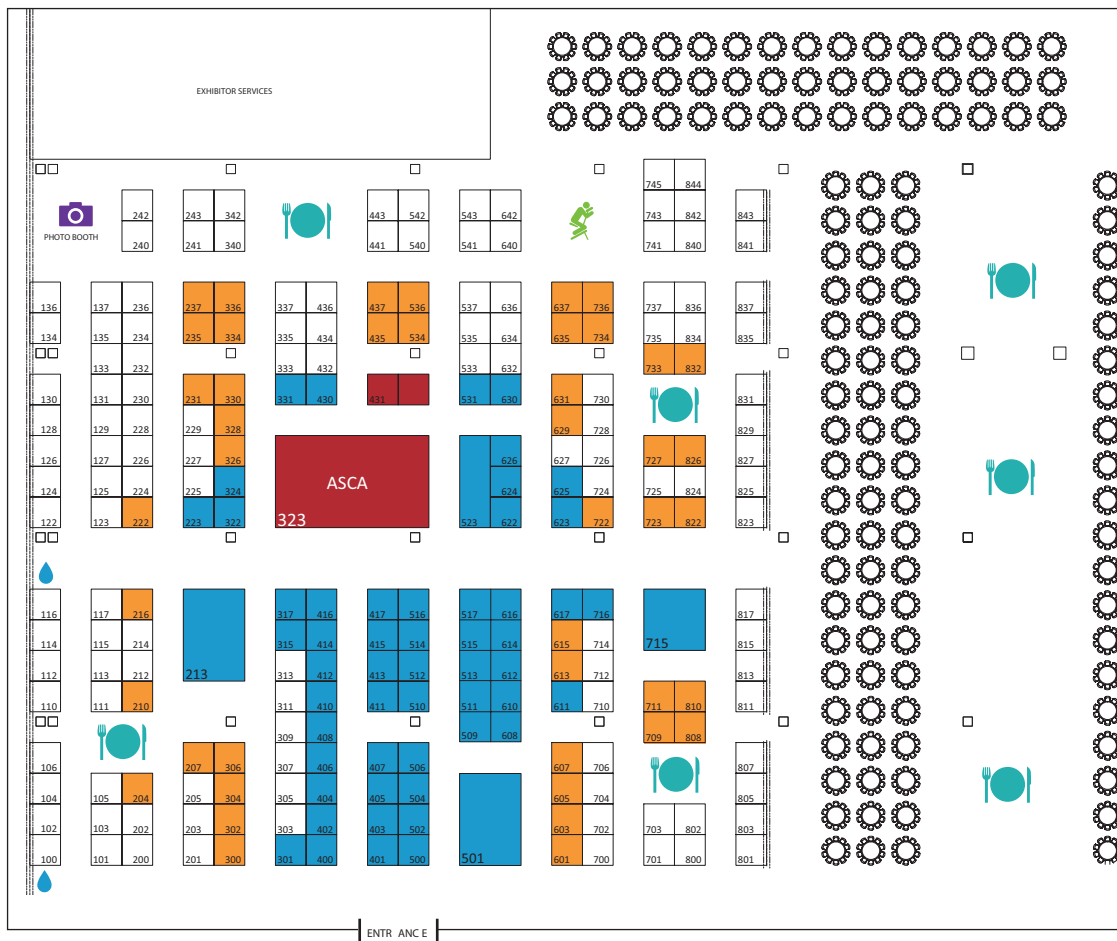 EXHIBITOR SERVICES
745 844
242 243 342 443 542 543 642 743 842 843
PHOTO BOOTH
240 241 340 441 540 541 640 741 840 841
136 137 236 237 336 337 436 437 536 537 636 637 736 737 836 837
134 135 234 235 334 335 434 435 534 535 634 635 734 735 834 835
133 232 333 432 533 632 733 832
130 131 230 231 330 331 430 431 531 630 631 730 831
128 129 228 229 328 629 728 829
126 127 226 227 326 626 627 726 727 826 827
ASCA
124 125 224 225 324 624 625 724 725 824 825
122 123 222 223 322 323 523 622 623 722 723 822 823
116 117 216 317 416 417 516 517 616 617 716 817
114 115 214 315 414 415 514 515 614 615 714 715 815
112 113 212 213 313 412 413 512 513 612 613 712 813
110 111 210 311 410 411 510 511 610 611 710 711 810 811
309 408 509 608 709 808
106 207 306 307 406 407 506 607 706 807
104 105 204 205 304 305 404 405 504 605 704 805
102 103 202 203 302 303 402 403 502 603 702 703 802 803
100 101 200 201 300 301 400 401 500 501 601 700 701 800 801
ENTR ANC E